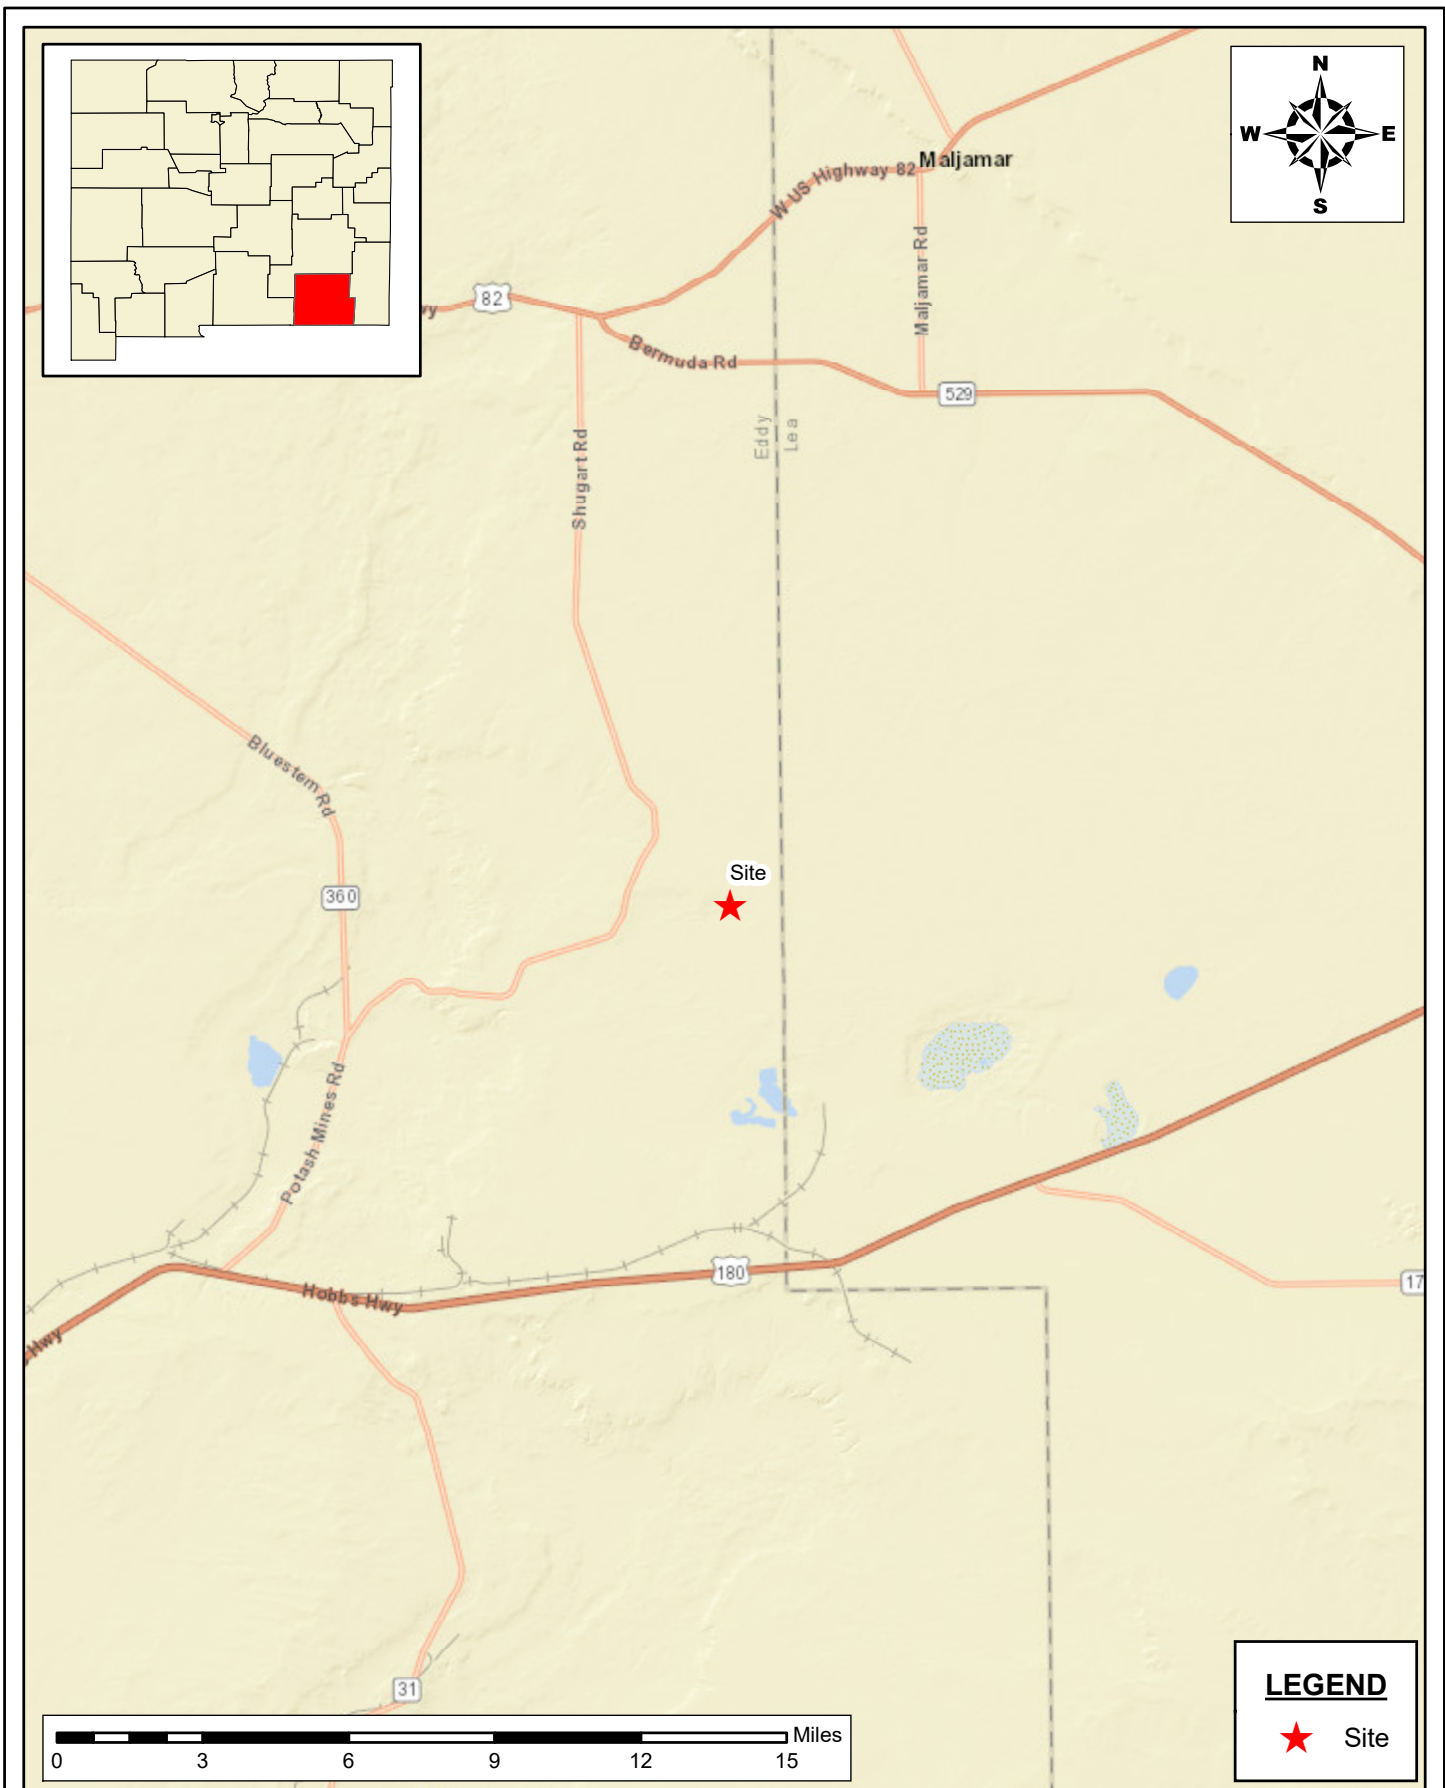 N
W
E
S
Maljamar
W US Highway 82
Maljamar Rd
82
Bermuda Rd
529
Eddy
Lea
Shugart Rd
Bluestem Rd
Site
360
Potash Mines Rd
180
Hobbs Hwy
17
Hwy
31
LEGEND
Site
Miles
0 3 6 9 12 15